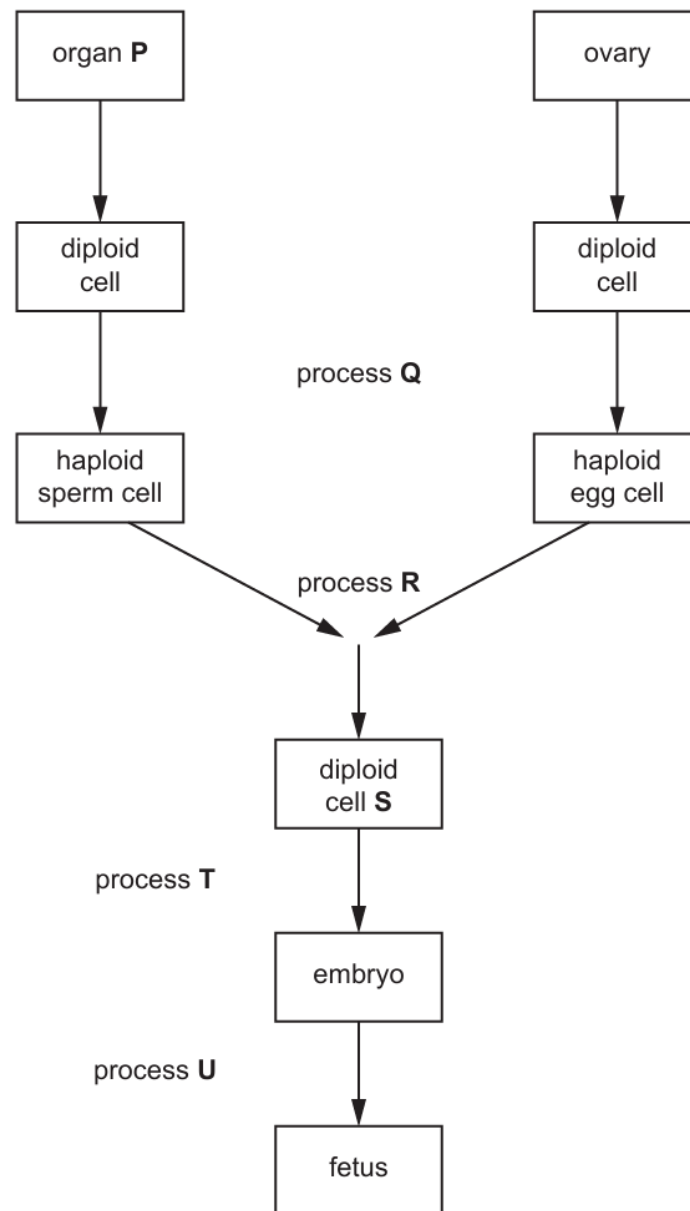 organ P
ovary
diploid
cell
diploid
cell
process Q
haploid
sperm cell
haploid
egg cell
process R
diploid
cell S
process T
embryo
process U
fetus